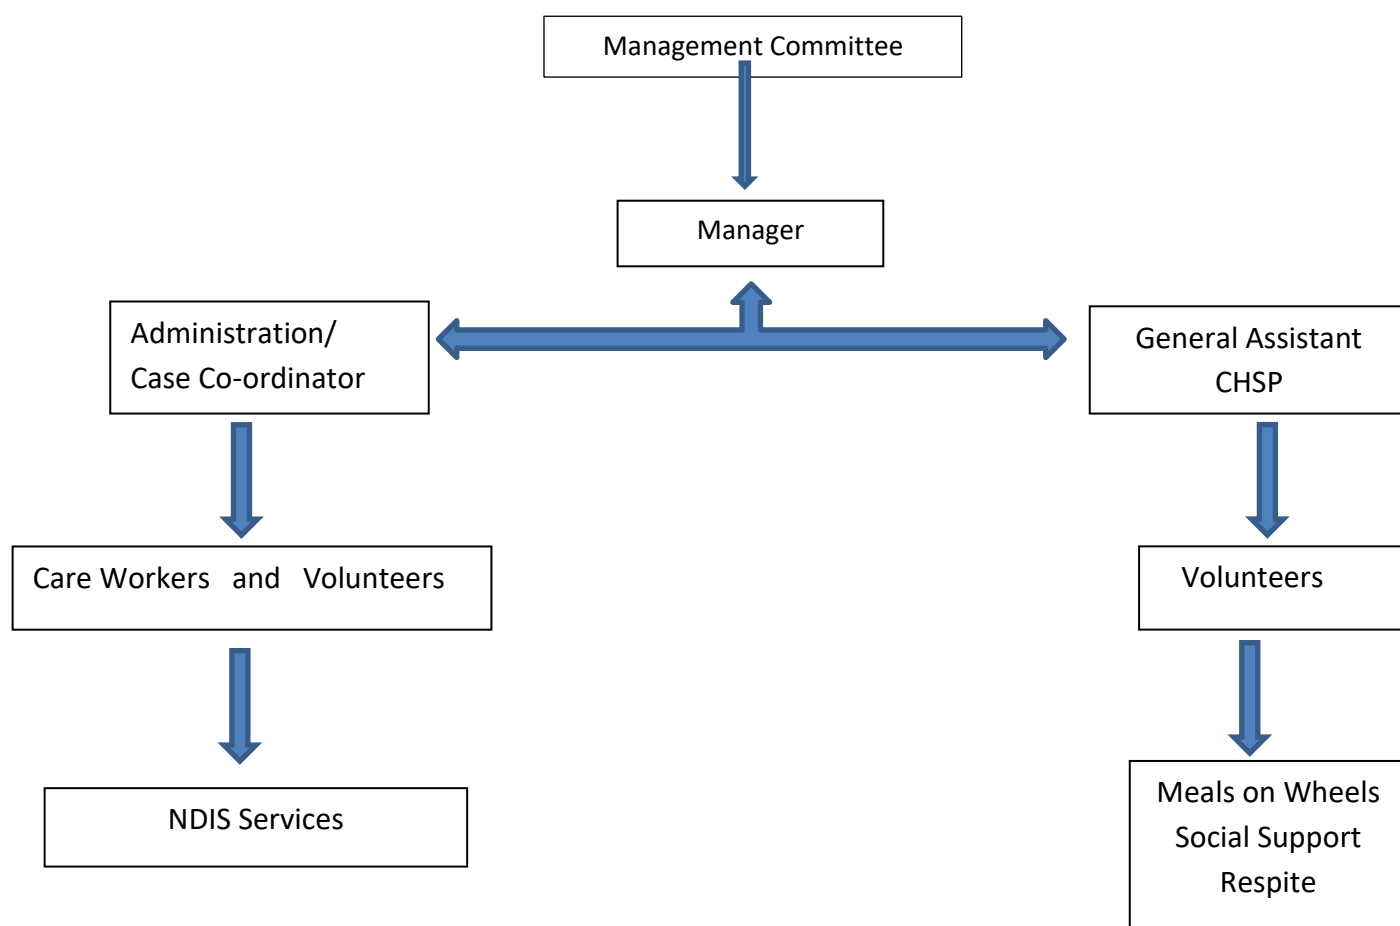 Management Committee
Manager
Administration/
Case Co-ordinator
General Assistant
CHSP
Care Workers and Volunteers
Volunteers
NDIS Services
Meals on Wheels
Social Support
Respite